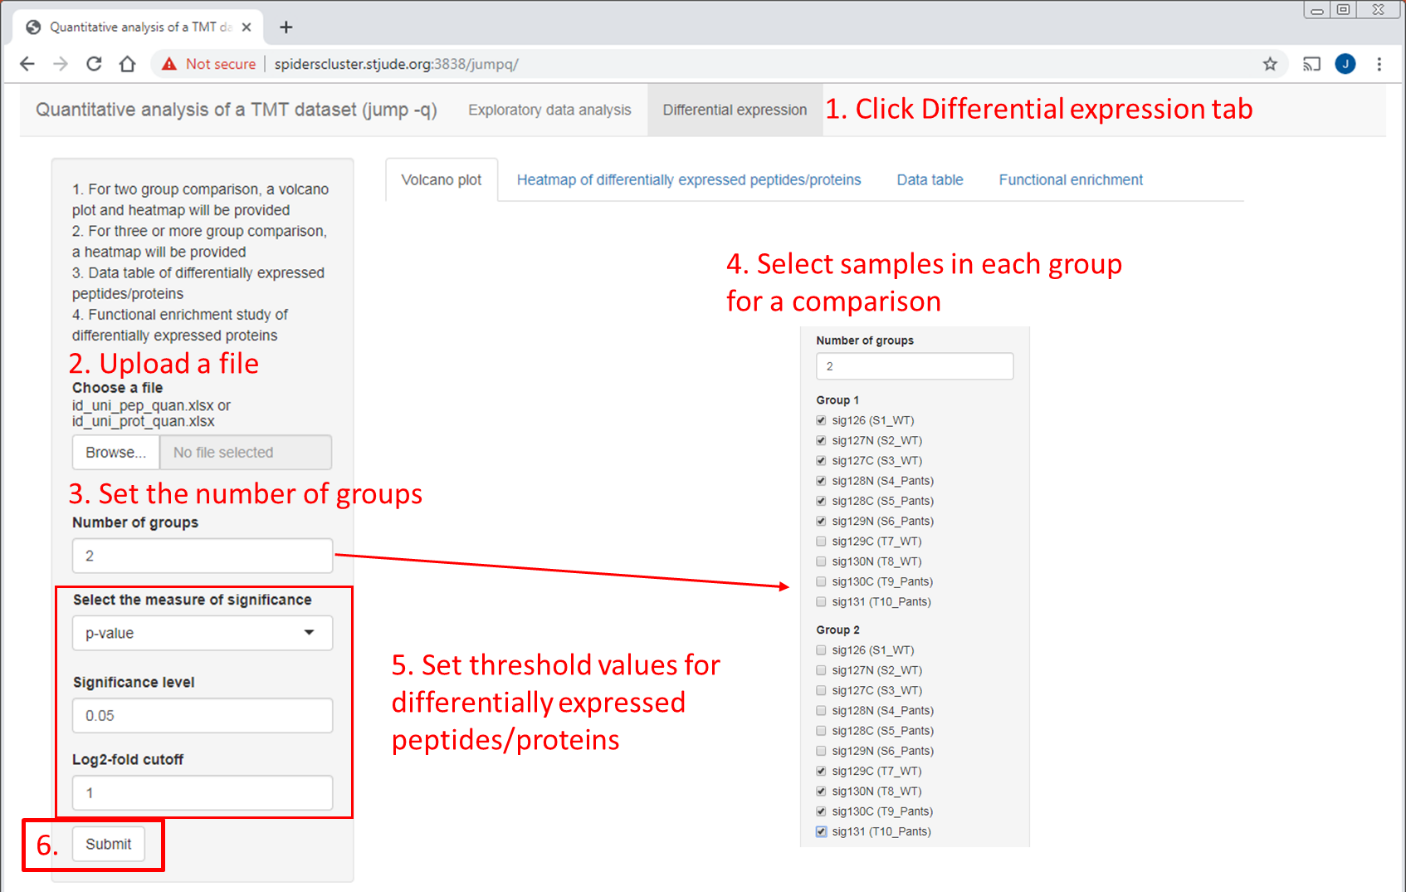 Quantitative analysis of a TMT da
Not secure | spiderscluster.stjude.org:3838/jumpq/
J
Quantitative analysis of a TMT dataset (jump -q)
Exploratory data analysis
Differential expression
1. Click Differential expression tab
1. For two group comparison, a volcano
plot and heatmap will be provided
2. For three or more group comparison,
a heatmap will be provided
3. Data table of differentially expressed
peptides/proteins
4. Functional enrichment study of
differentially expressed proteins
2. Upload a file
Choose a file
id_uni_pep_quan.xlsx or
id_uni_prot_quan.xlsx
Browse...
No file selected
3. Set the number of groups
Number of groups
2
Select the measure of significance
p-value
Significance level
0.05
Log2-fold cutoff
1
6.
Submit
Volcano plot
Heatmap of differentially expressed peptides/proteins
Data table
Functional enrichment
4. Select samples in each group
for a comparison
Number of groups
2
Group 1
sig126 (S1_WT)
sig127N (S2_WT)
sig127C (S3_WT)
sig128N (S4_Pants)
sig128C (S5_Pants)
sig129N (S6_Pants)
sig129C (T7_WT)
sig130N (T8_WT)
sig130C (T9_Pants)
sig131 (T10_Pants)
Group 2
sig126 (S1_WT)
sig127N (S2_WT)
sig127C (S3_WT)
sig128N (S4_Pants)
sig128C (S5_Pants)
sig129N (S6_Pants)
sig129C (T7_WT)
sig130N (T8_WT)
sig130C (T9_Pants)
sig131 (T10_Pants)
5. Set threshold values for
differentially expressed
peptides/proteins